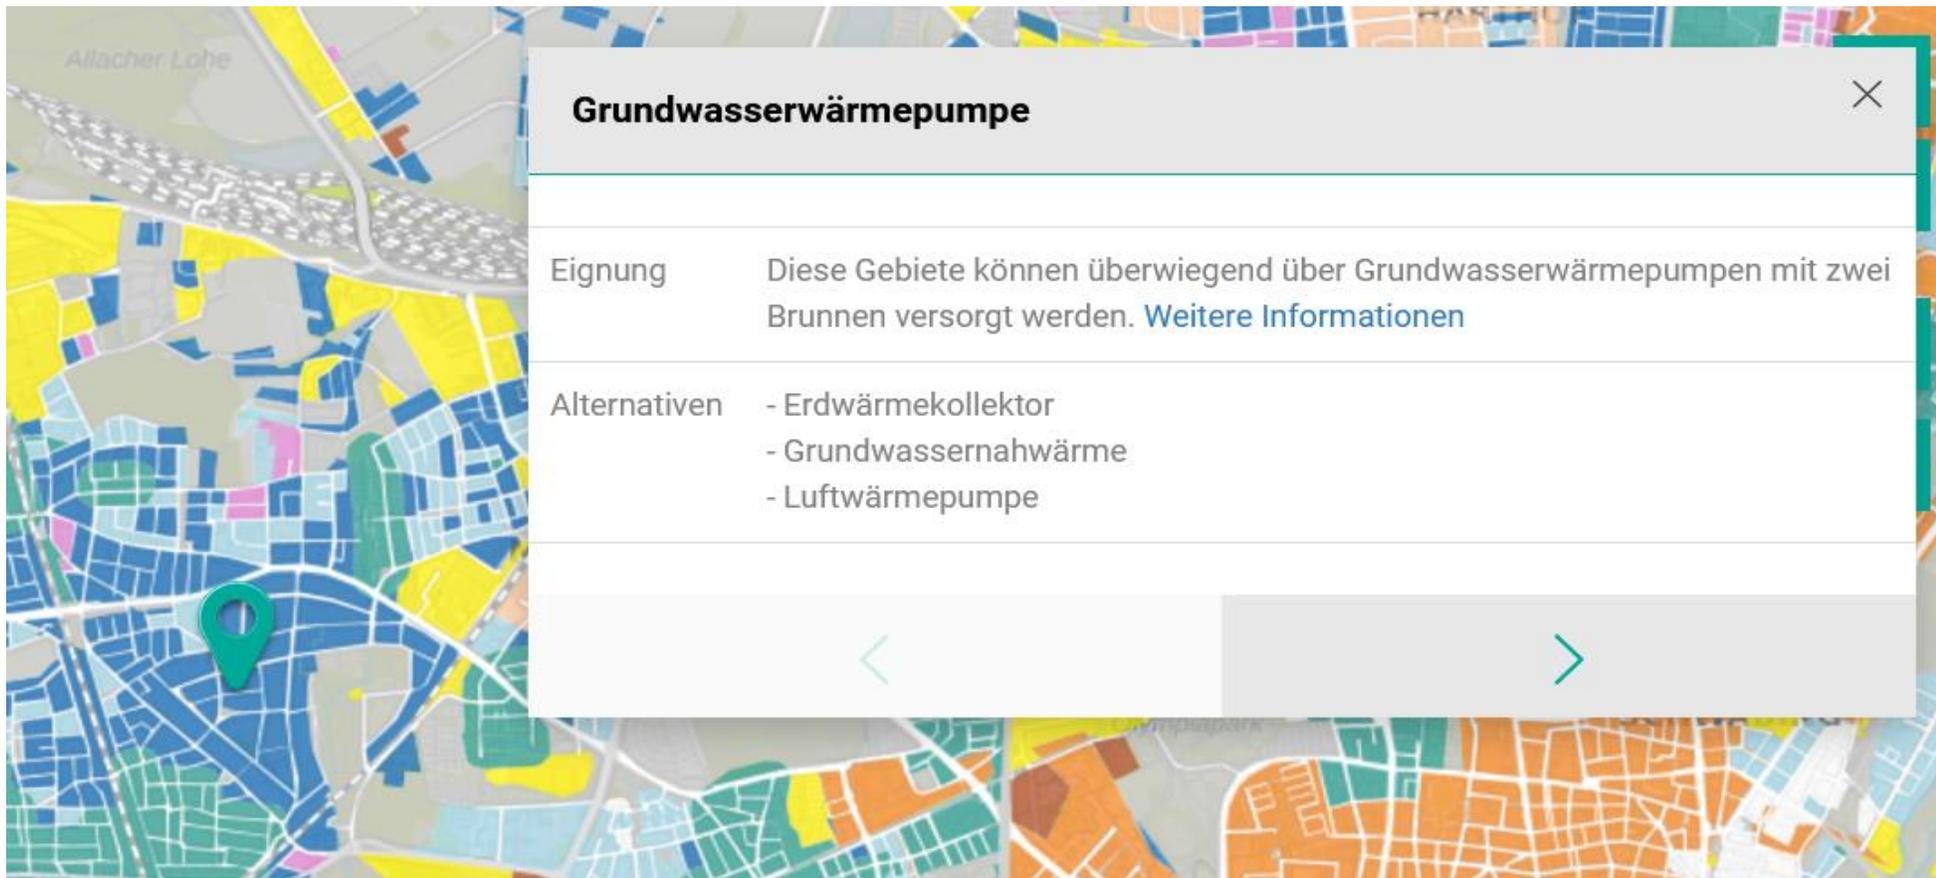 Allacher Lohe
Grundwasserwärmepumpe
Eignung
Diese Gebiete können überwiegend über Grundwasserwärmepumpen mit zwei
Brunnen versorgt werden. Weitere Informationen
Alternativen
- Erdwärmekollektor
- Grundwassernahwärme
- Luftwärmepumpe
Olympiapark